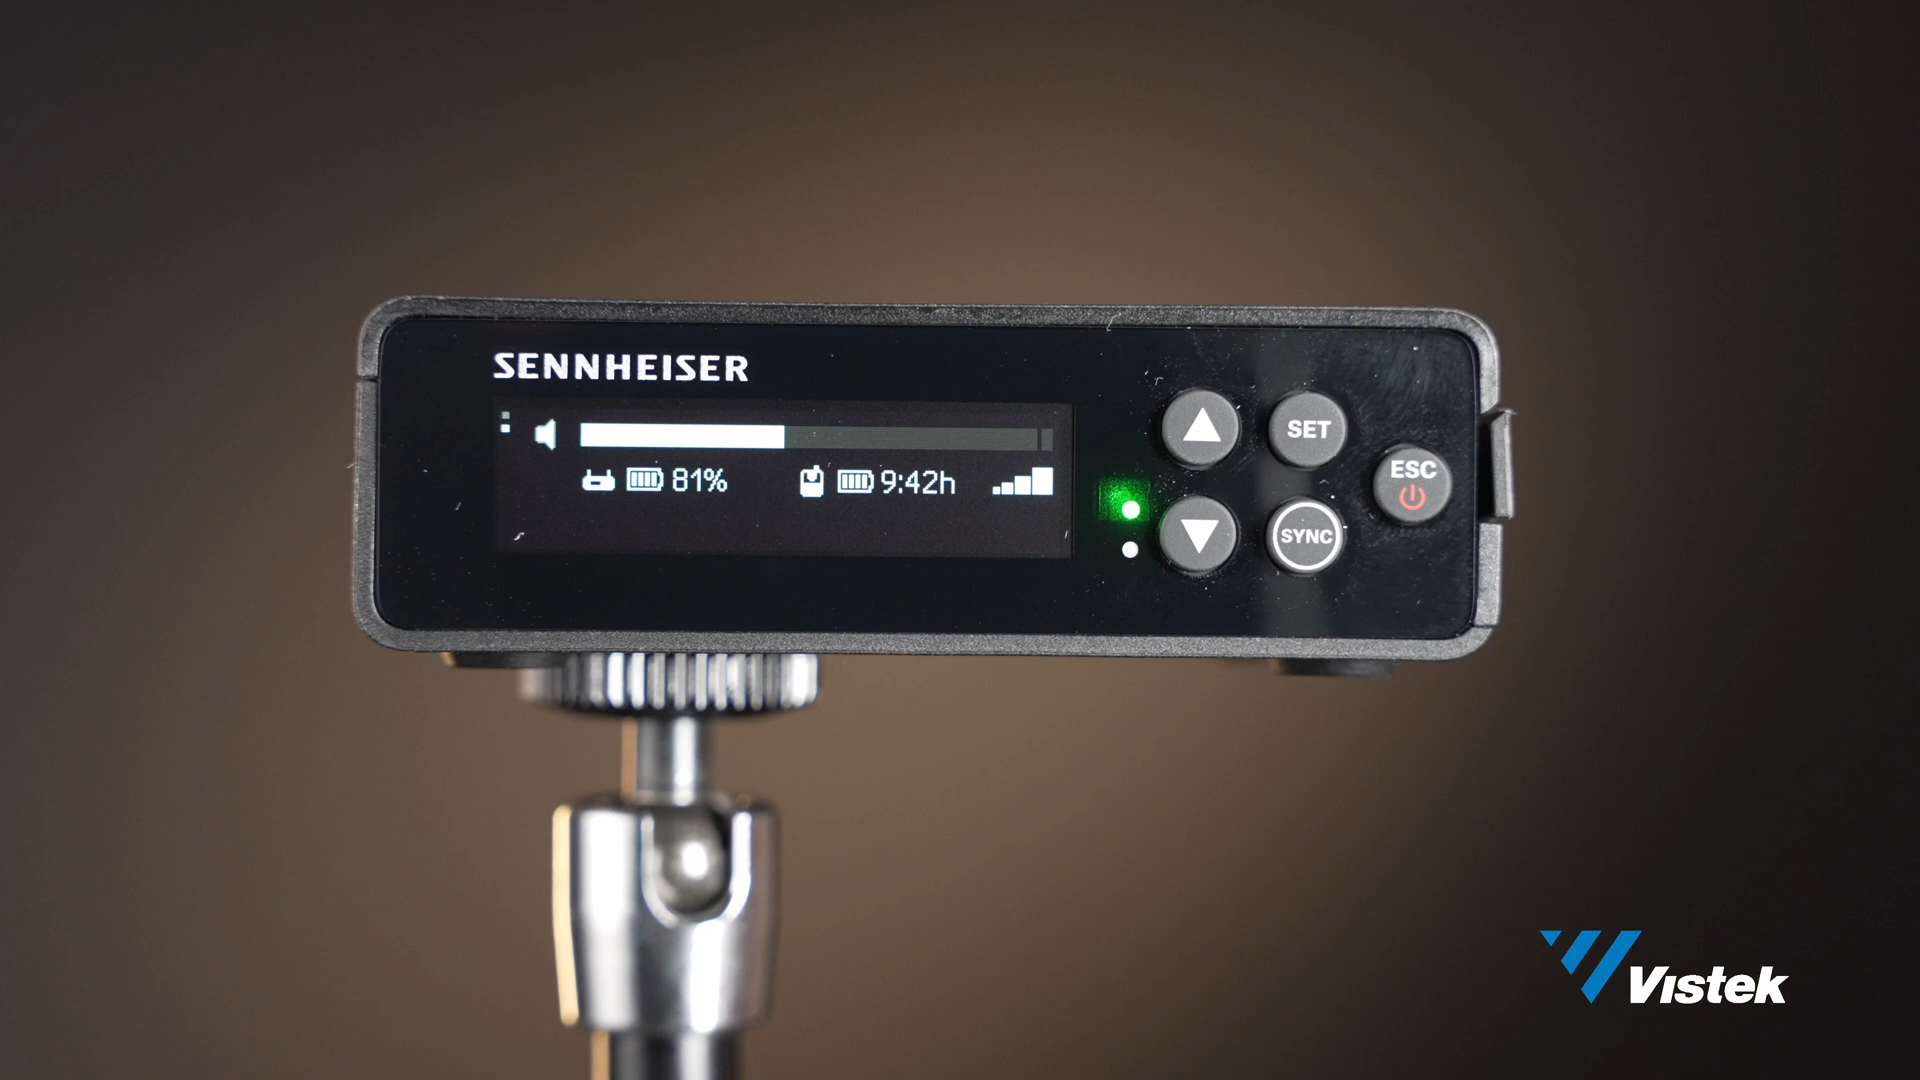 SENNHEISER
81% 9:42h
SET
ESC
SYNC
Vistek